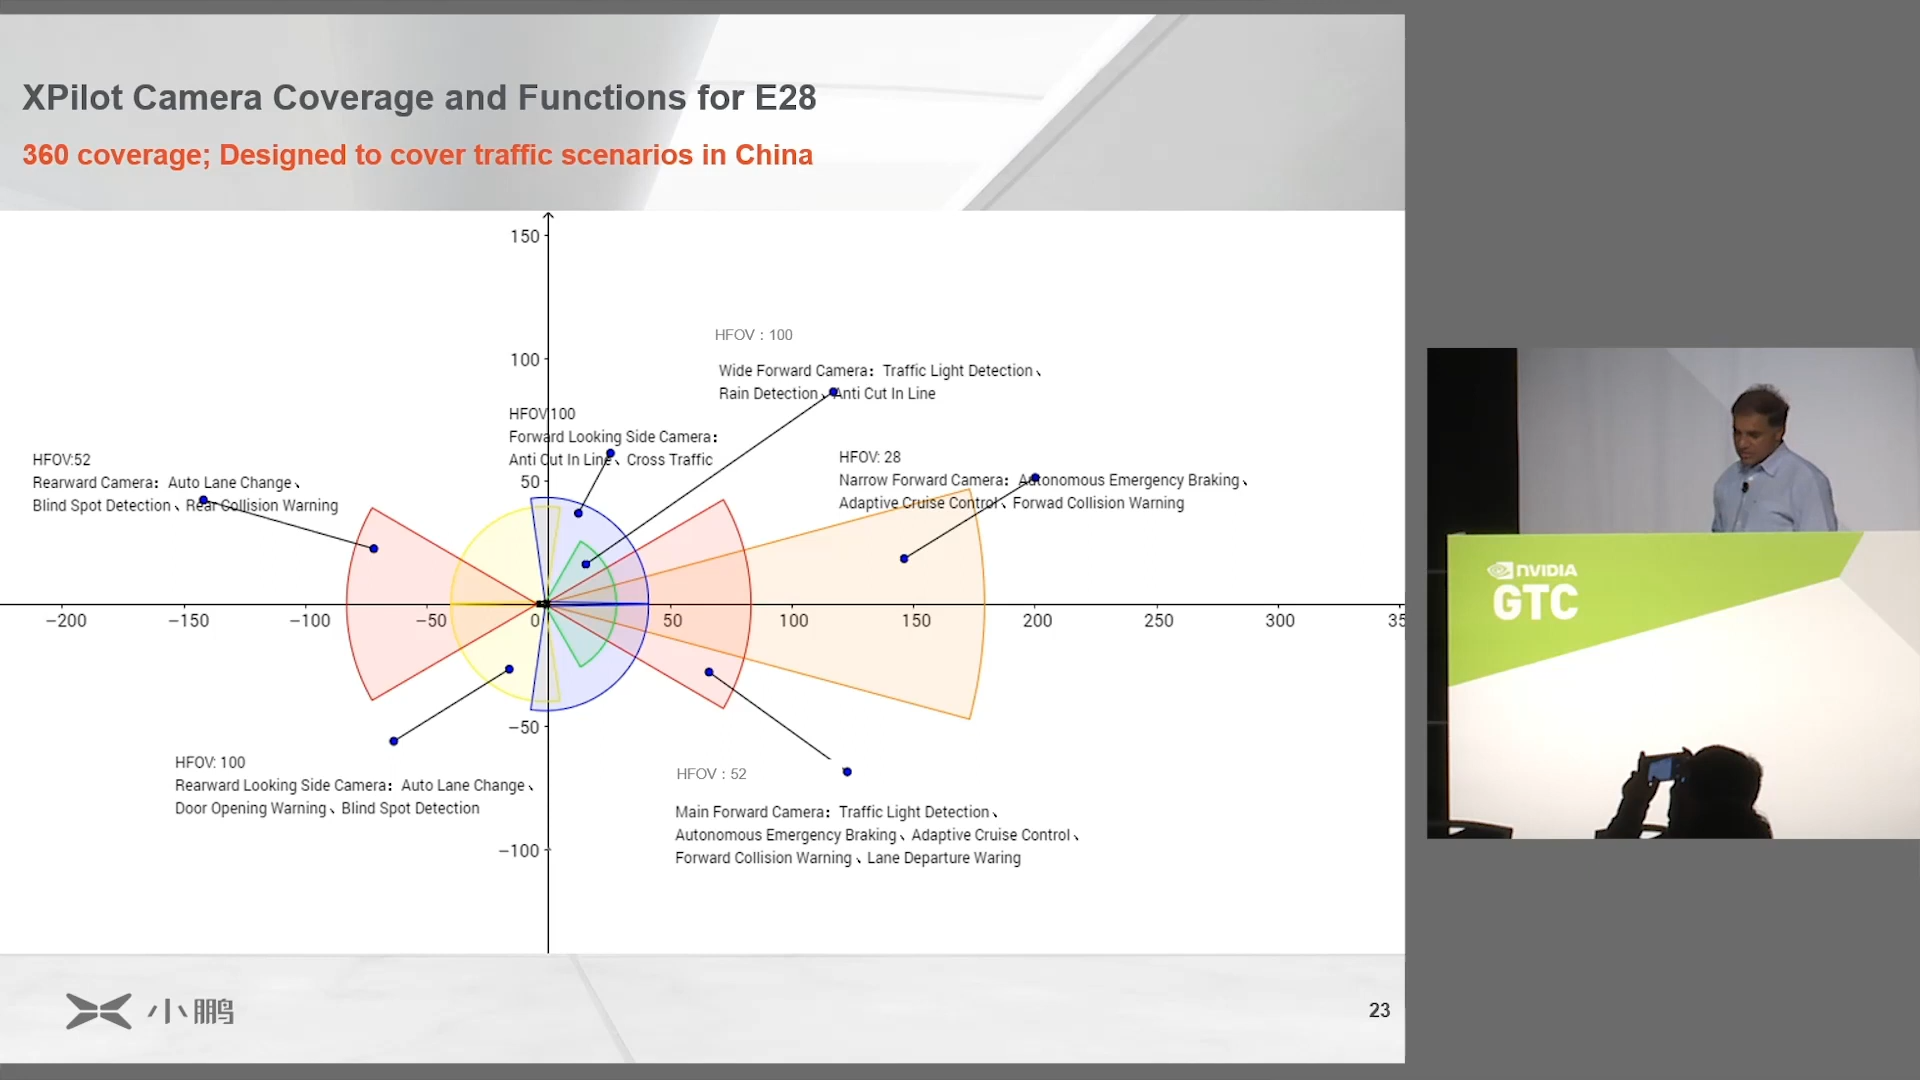 XPilot Camera Coverage and Functions for E28
360 coverage; Designed to cover traffic scenarios in China
150
100
50
−50
−100
−200
−150
−100
−50
0
50
100
150
200
250
300
35
HFOV : 100
Wide Forward Camera：Traffic Light Detection、
Rain Detection、Anti Cut In Line
HFOV:100
Forward Looking Side Camera：
Anti Cut In Line、Cross Traffic
HFOV:52
Rearward Camera：Auto Lane Change、
Blind Spot Detection、Rear Collision Warning
HFOV: 28
Narrow Forward Camera：Autonomous Emergency Braking、
Adaptive Cruise Control、Forwad Collision Warning
HFOV: 100
Rearward Looking Side Camera：Auto Lane Change、
Door Opening Warning、Blind Spot Detection
HFOV : 52
Main Forward Camera：Traffic Light Detection、
Autonomous Emergency Braking、Adaptive Cruise Control、
Forward Collision Warning、Lane Departure Waring
小鹏
23
NVIDIA
GTC